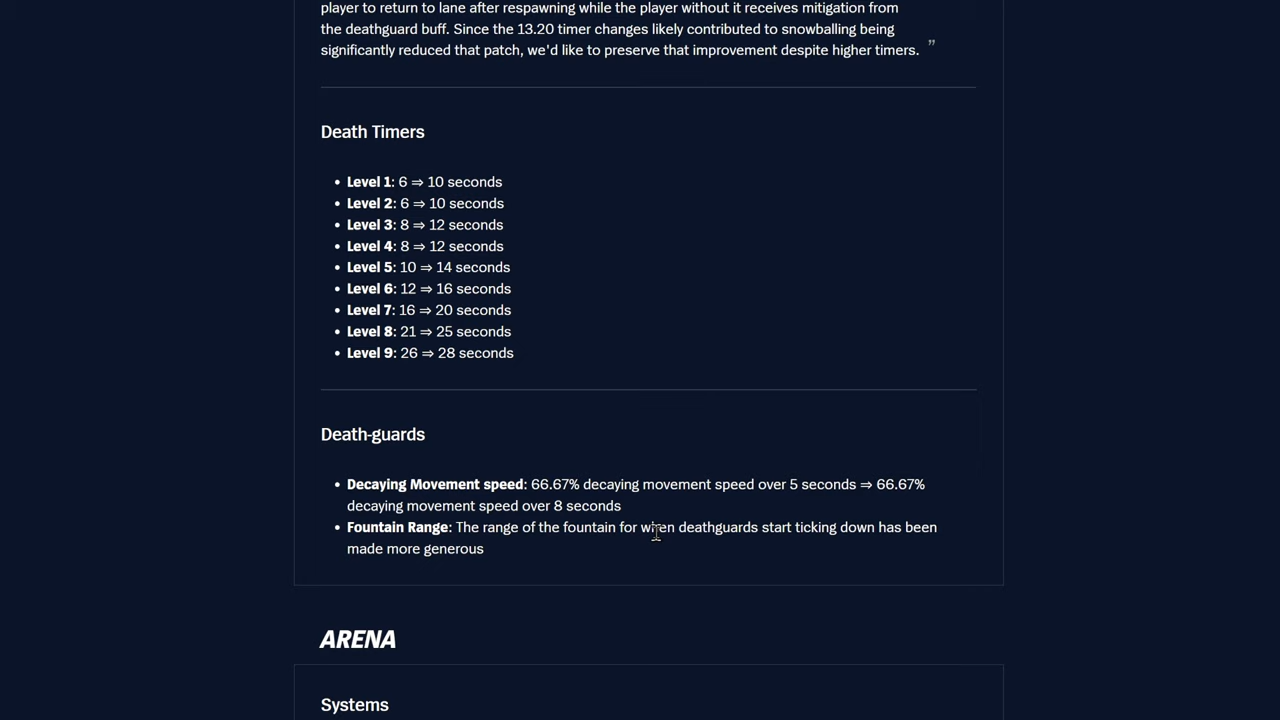 player to return to lane after respawning while the player without it receives mitigation from
the deathguard buff. Since the 13.20 timer changes likely contributed to snowballing being
significantly reduced that patch, we'd like to preserve that improvement despite higher timers. ”
Death Timers
• Level 1: 6 ⇒ 10 seconds
• Level 2: 6 ⇒ 10 seconds
• Level 3: 8 ⇒ 12 seconds
• Level 4: 8 ⇒ 12 seconds
• Level 5: 10 ⇒ 14 seconds
• Level 6: 12 ⇒ 16 seconds
• Level 7: 16 ⇒ 20 seconds
• Level 8: 21 ⇒ 25 seconds
• Level 9: 26 ⇒ 28 seconds
Death-guards
• Decaying Movement speed: 66.67% decaying movement speed over 5 seconds ⇒ 66.67%
decaying movement speed over 8 seconds
• Fountain Range: The range of the fountain for when deathguards start ticking down has been
made more generous
ARENA
Systems